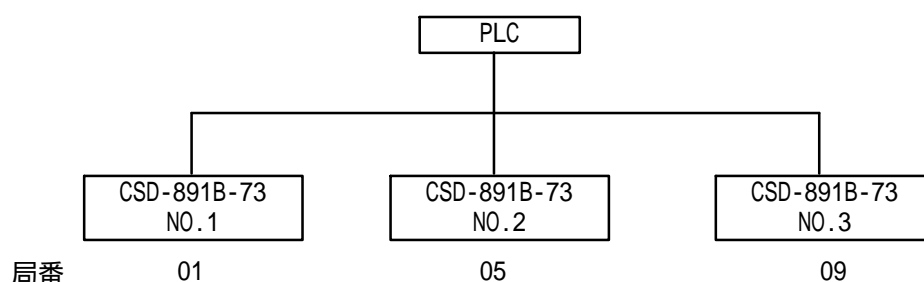 PLC
CSD-891B-73
NO.1
CSD-891B-73
NO.2
CSD-891B-73
NO.3
局番 01 05 09